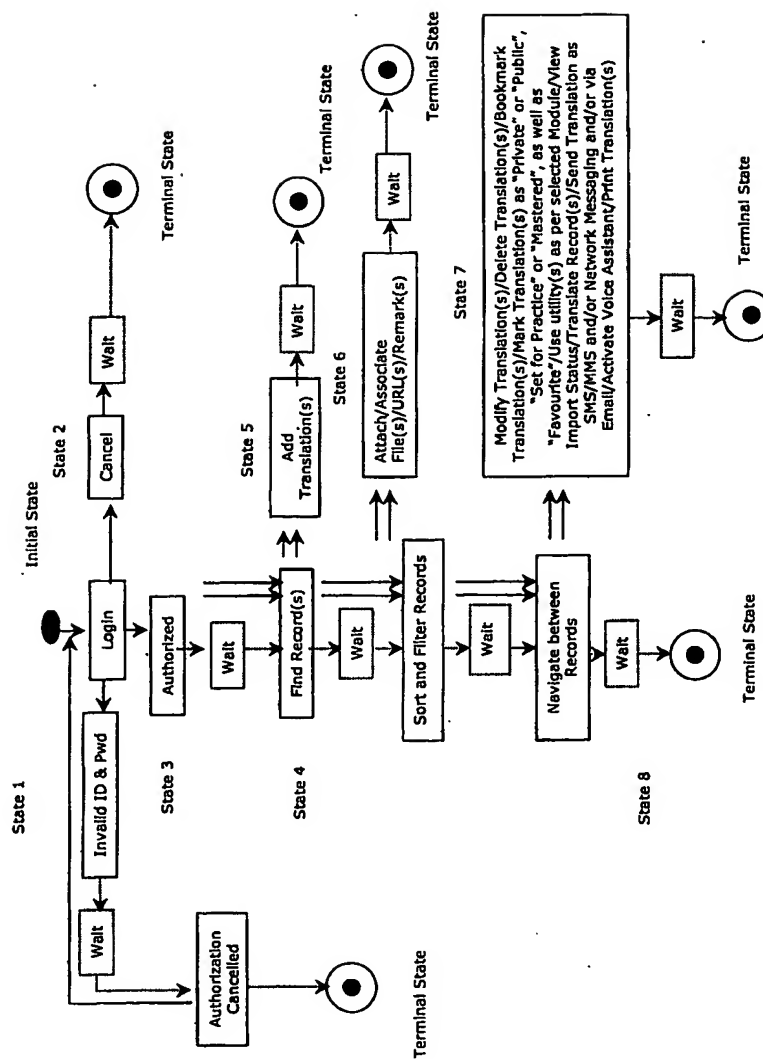 State 1
Invalid ID & Pwd
Wait
Authorization
Cancelled
Terminal State
Initial State
Login
State 2
Cancel
Wait
Terminal State
State 3
Authorized
Wait
State 4
Find Record(s)
Wait
State 5
Add
Translation(s)
Wait
Terminal State
State 6
Attach/Associate
File(s)/URL(s)/Remark(s)
Wait
Terminal State
Sort and Filter Records
Wait
State 7
Modify Translation(s)/Delete Translation(s)/Bookmark
Translation(s)/Mark Translation(s) as "Private" or "Public",
"Set for Practice" or "Mastered", as well as
"Favourite"/Use utility(s) as per selected Module/View
Import Status/Translate Record(s)/Send Translation as
SMS/MMS and/or Network Messaging and/or via
Email/Activate Voice Assistant/Print Translation(s)
Wait
Terminal State
Navigate between
Records
State 8
Wait
Terminal State